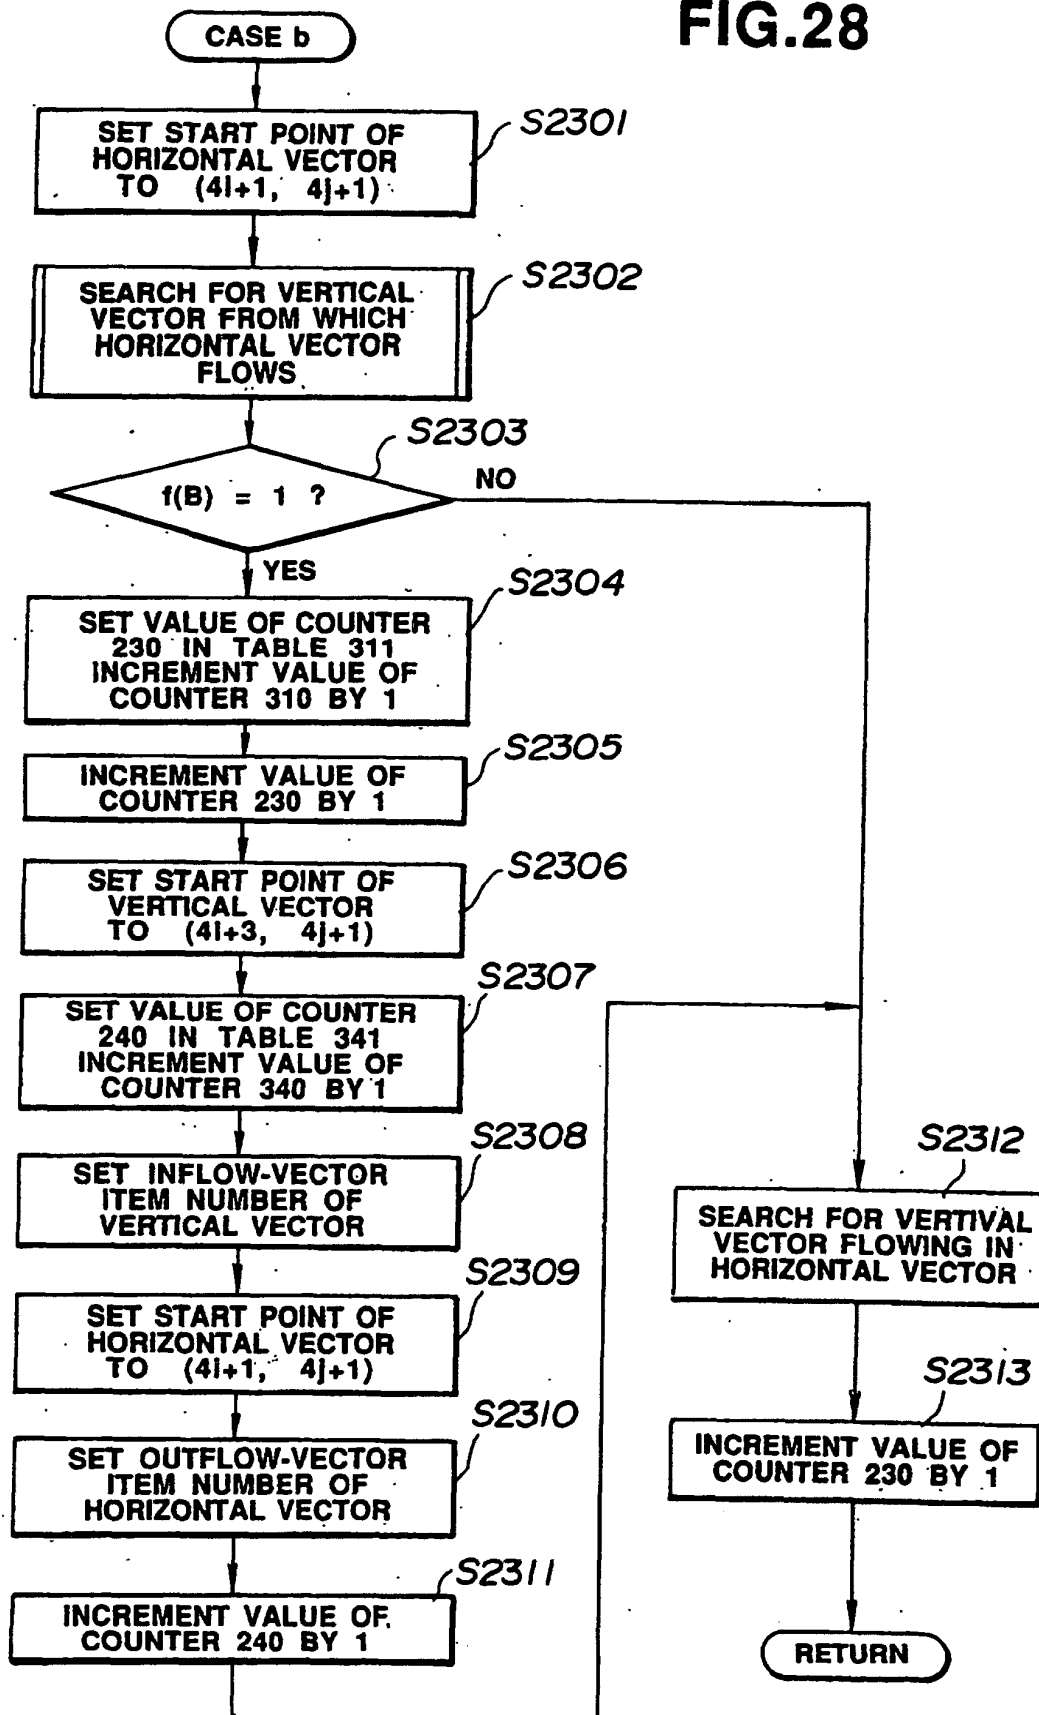 FIG.28
CASE b
S2301
SET START POINT OF
HORIZONTAL VECTOR
TO (4i+1, 4j+1)
S2302
SEARCH FOR VERTICAL
VECTOR FROM WHICH
HORIZONTAL VECTOR
FLOWS
S2303
f(B) = 1 ?
NO
YES
S2304
SET VALUE OF COUNTER
230 IN TABLE 311
INCREMENT VALUE OF
COUNTER 310 BY 1
S2305
INCREMENT VALUE OF
COUNTER 230 BY 1
S2306
SET START POINT OF
VERTICAL VECTOR
TO (4i+3, 4j+1)
S2307
SET VALUE OF COUNTER
240 IN TABLE 341
INCREMENT VALUE OF
COUNTER 340 BY 1
S2308
SET INFLOW-VECTOR
ITEM NUMBER OF
VERTICAL VECTOR
S2309
SET START POINT OF
HORIZONTAL VECTOR
TO (4i+1, 4j+1)
S2310
SET OUTFLOW-VECTOR
ITEM NUMBER OF
HORIZONTAL VECTOR
S2311
INCREMENT VALUE OF
COUNTER 240 BY 1
S2312
SEARCH FOR VERTIVAL
VECTOR FLOWING IN
HORIZONTAL VECTOR
S2313
INCREMENT VALUE OF
COUNTER 230 BY 1
RETURN